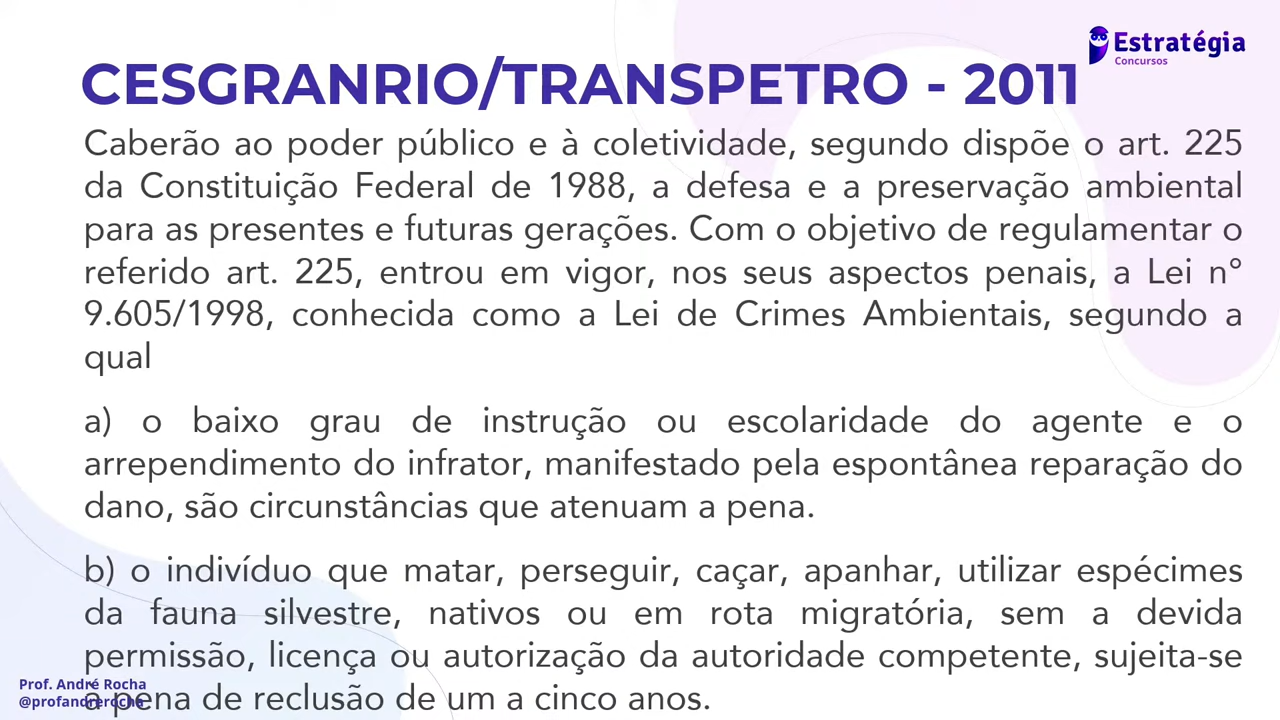 Estratégia
Concursos
CESGRANRIO/TRANSPETRO - 2011
Caberão ao poder público e à coletividade, segundo dispõe o art. 225
da Constituição Federal de 1988, a defesa e a preservação ambiental
para as presentes e futuras gerações. Com o objetivo de regulamentar o
referido art. 225, entrou em vigor, nos seus aspectos penais, a Lei n°
9.605/1998, conhecida como a Lei de Crimes Ambientais, segundo a
qual
a) o baixo grau de instrução ou escolaridade do agente e o
arrependimento do infrator, manifestado pela espontânea reparação do
dano, são circunstâncias que atenuam a pena.
b) o indivíduo que matar, perseguir, caçar, apanhar, utilizar espécimes
da fauna silvestre, nativos ou em rota migratória, sem a devida
permissão, licença ou autorização da autoridade competente, sujeita-se
à pena de reclusão de um a cinco anos.
Prof. André Rocha
@profandrerocha